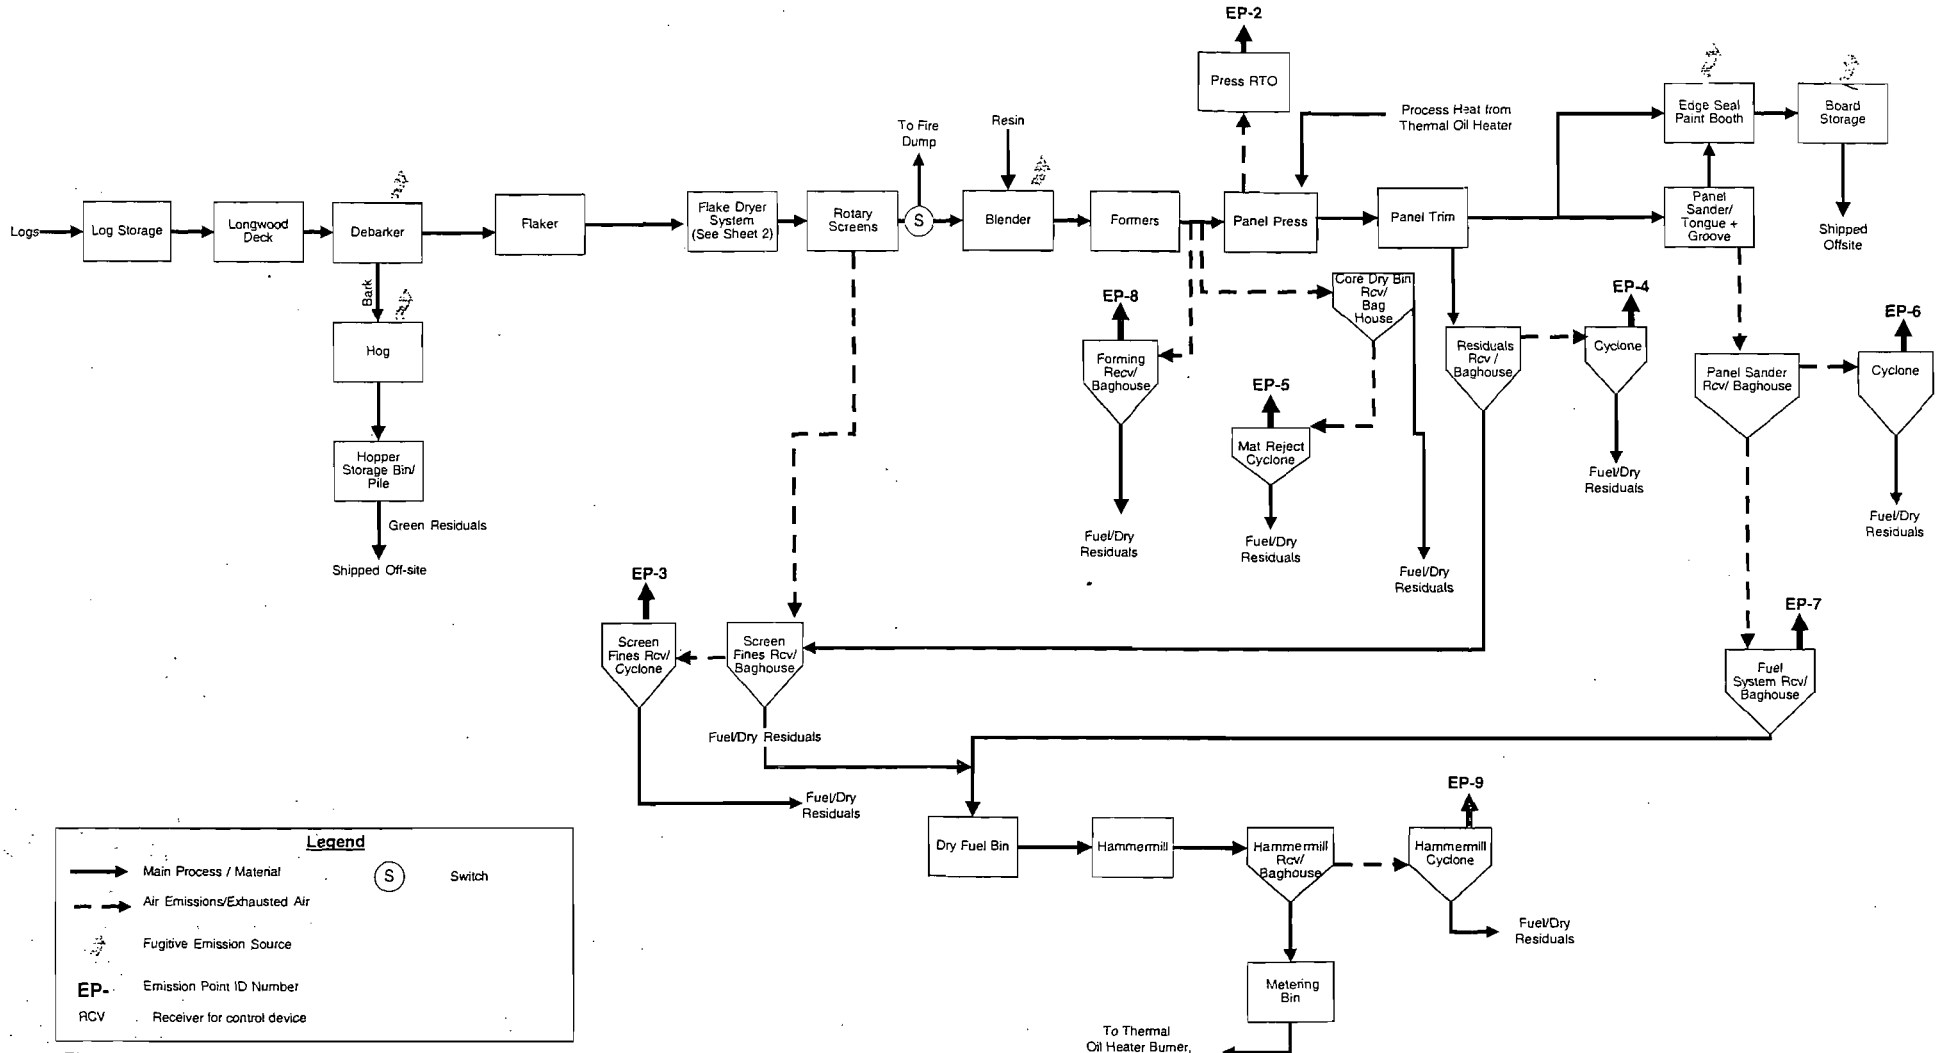 EP-2
Press RTO
Process Heat from
Thermal Oil Heater
Edge Seal
Paint Booth
Board
Storage
To Fire
Dump
Resin
Logs
Log Storage
Longwood
Deck
Debarker
Flaker
Flake Dryer
System
(See Sheet 2)
Rotary
Screens
S
Blender
Formers
Panel Press
Panel Trim
Panel
Sander/
Tongue +
Groove
Shipped
Offsite
Bark
Hog
Hopper
Storage Bin/
Pile
Green Residuals
Shipped Off-site
EP-8
Forming
Recv/
Baghouse
Fuel/Dry
Residuals
Core Dry Bin
Rcv/
Bag
House
Fuel/Dry
Residuals
EP-5
Mat Reject
Cyclone
Fuel/Dry
Residuals
Residuals
Rcv /
Baghouse
EP-4
Cyclone
Fuel/Dry
Residuals
Panel Sander
Rcv/ Baghouse
EP-6
Cyclone
Fuel/Dry
Residuals
EP-3
Screen
Fines Rcv/
Cyclone
Screen
Fines Rcv/
Baghouse
Fuel/Dry Residuals
Fuel/Dry
Residuals
EP-7
Fuel
System Rcv/
Baghouse
Dry Fuel Bin
Hammermill
Hammermill
Rcv/
Baghouse
EP-9
Hammermill
Cyclone
Fuel/Dry
Residuals
Metering
Bin
To Thermal
Oil Heater Burner,
Legend
Main Process / Material
S
Switch
Air Emissions/Exhausted Air
Fugitive Emission Source
EP-
Emission Point ID Number
RCV
Receiver for control device